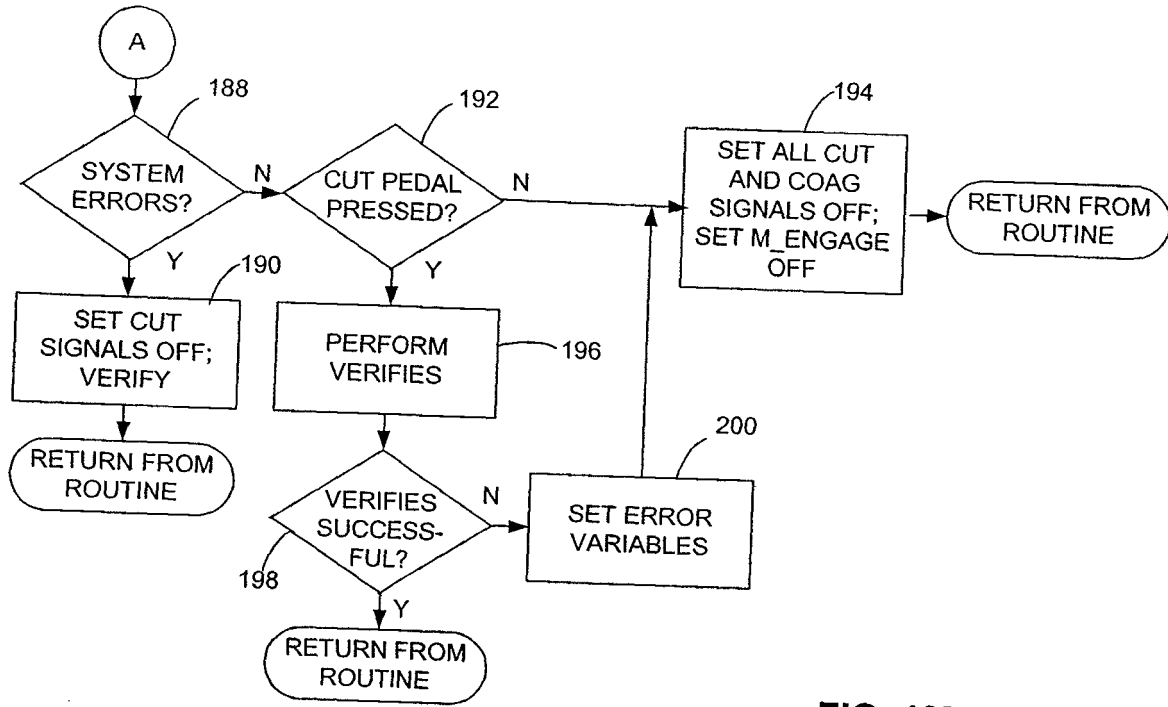 A
188
SYSTEM
ERRORS?
N
Y
190
SET CUT
SIGNALS OFF;
VERIFY
RETURN FROM
ROUTINE
192
CUT PEDAL
PRESSED?
N
Y
194
SET ALL CUT
AND COAG
SIGNALS OFF;
SET M_ENGAGE
OFF
RETURN FROM
ROUTINE
PERFORM
VERIFIES
196
VERIFIES
SUCCESS-
FUL?
198
N
Y
200
SET ERROR
VARIABLES
RETURN FROM
ROUTINE